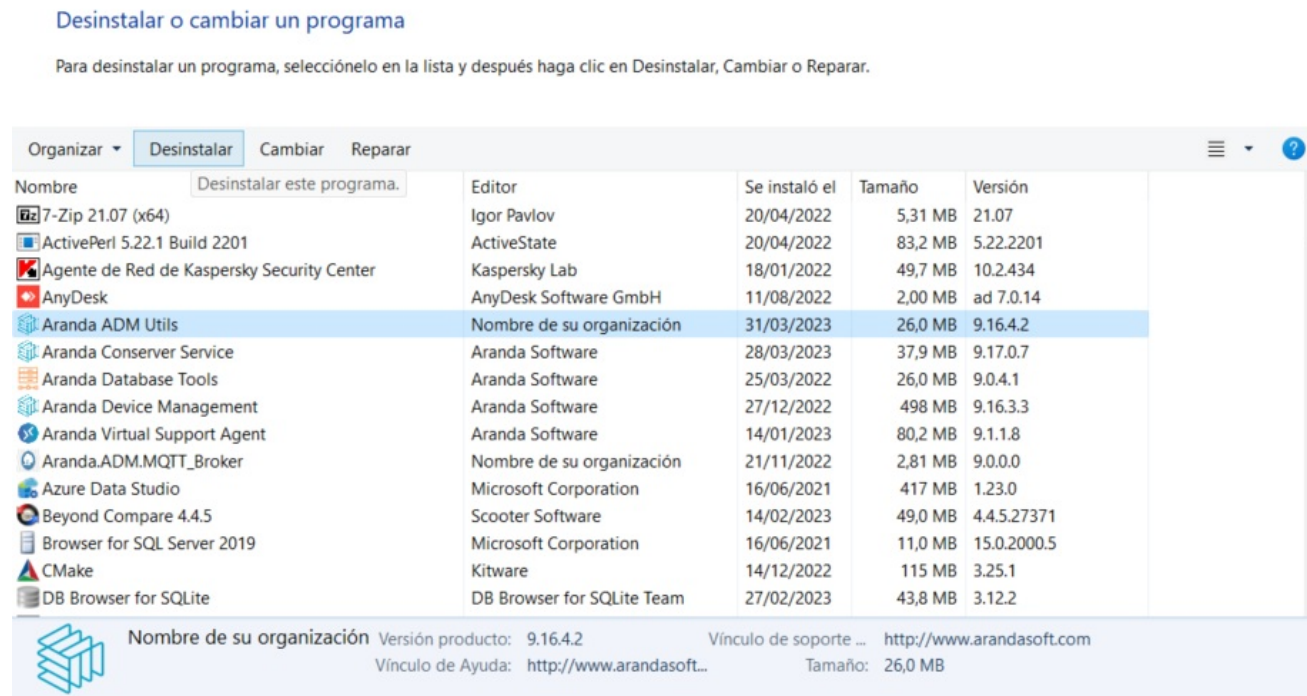 Desinstalar o cambiar un programa
Para desinstalar un programa, selecciónelo en la lista y después haga clic en Desinstalar, Cambiar o Reparar.
Organizar Desinstalar Cambiar Reparar
Desinstalar este programa.
Nombre Editor Se instaló el Tamaño Versión
7-Zip 21.07 (x64) Igor Pavlov 20/04/2022 5,31 MB 21.07
ActivePerl 5.22.1 Build 2201 ActiveState 20/04/2022 83,2 MB 5.22.2201
Agente de Red de Kaspersky Security Center Kaspersky Lab 18/01/2022 49,7 MB 10.2.434
AnyDesk AnyDesk Software GmbH 11/08/2022 2,00 MB ad 7.0.14
Aranda ADM Utils Nombre de su organización 31/03/2023 26,0 MB 9.16.4.2
Aranda Conserver Service Aranda Software 28/03/2023 37,9 MB 9.17.0.7
Aranda Database Tools Aranda Software 25/03/2022 26,0 MB 9.0.4.1
Aranda Device Management Aranda Software 27/12/2022 498 MB 9.16.3.3
Aranda Virtual Support Agent Aranda Software 14/01/2023 80,2 MB 9.1.1.8
Aranda.ADM.MQTT_Broker Nombre de su organización 21/11/2022 2,81 MB 9.0.0.0
Azure Data Studio Microsoft Corporation 16/06/2021 417 MB 1.23.0
Beyond Compare 4.4.5 Scooter Software 14/02/2023 49,0 MB 4.4.5.27371
Browser for SQL Server 2019 Microsoft Corporation 16/06/2021 11,0 MB 15.0.2000.5
CMake Kitware 14/12/2022 115 MB 3.25.1
DB Browser for SQLite DB Browser for SQLite Team 27/02/2023 43,8 MB 3.12.2
Nombre de su organización Versión producto: 9.16.4.2 Vínculo de soporte ... http://www.arandasoft.com
Vínculo de Ayuda: http://www.arandasoft... Tamaño: 26,0 MB